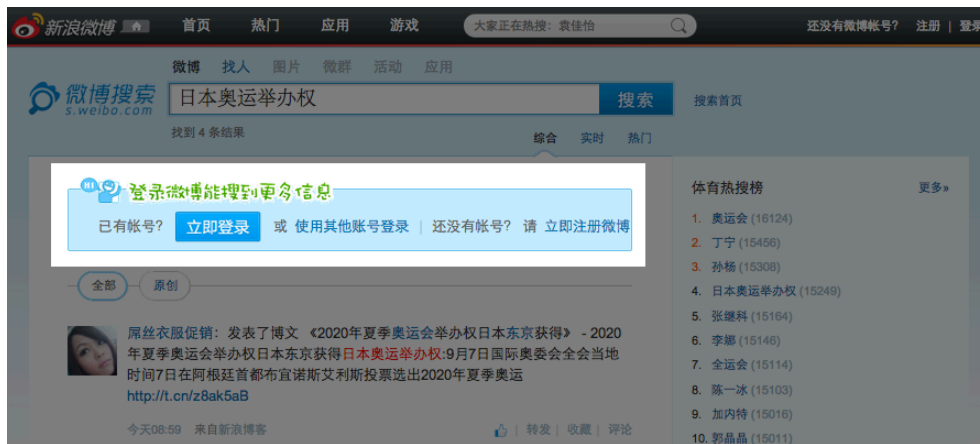 新浪微博 首页 热门 应用 游戏 大家正在热搜：袁佳怡 还没有微博帐号？ 注册 | 登录
微博 找人 图片 微群 活动 应用
微博搜索 日本奥运举办权 搜索 搜索首页
s.weibo.com
找到 4 条结果 综合 实时 热门
登录微博能搜到更多信息
已有帐号？ 立即登录 或 使用其他账号登录 | 还没有帐号？ 请 立即注册微博
全部 原创
屌丝衣服促销：发表了博文 《2020年夏季奥运会举办权日本东京获得》 - 2020
年夏季奥运会举办权日本东京获得日本奥运举办权:9月7日国际奥委会全会当地
时间7日在阿根廷首都布宜诺斯艾利斯投票选出2020年夏季奥运
http://t.cn/z8ak5aB
今天08:59 来自新浪博客 | 转发 | 收藏 | 评论
体育热搜榜 更多»
1. 奥运会 (16124)
2. 丁宁 (15456)
3. 孙杨 (15308)
4. 日本奥运举办权 (15249)
5. 张继科 (15164)
6. 李娜 (15146)
7. 全运会 (15114)
8. 陈一冰 (15103)
9. 加内特 (15016)
10. 郭晶晶 (15011)